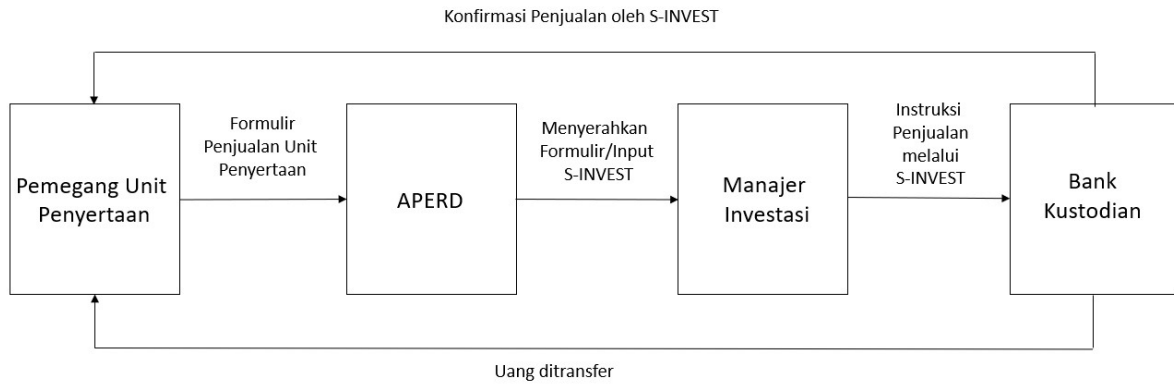 Konfirmasi Penjualan oleh S-INVEST
Pemegang Unit
Penyertaan
Formulir
Penjualan Unit
Penyertaan
APERD
Menyerahkan
Formulir/Input
S-INVEST
Manajer
Investasi
Instruksi
Penjualan
melalui
S-INVEST
Bank
Kustodian
Uang ditransfer